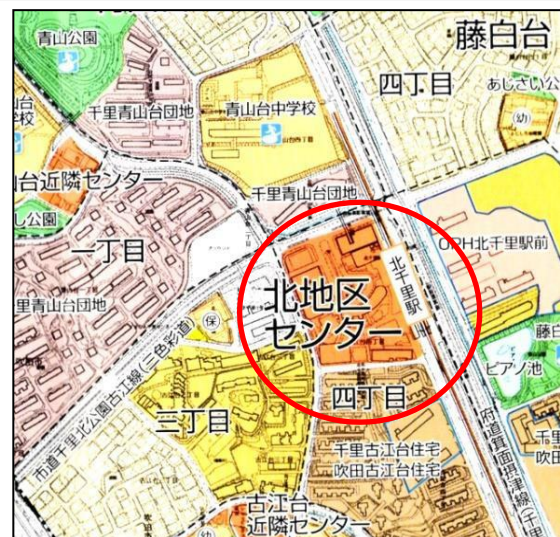 青山公園
藤白台
四丁目
千里青山台団地
青山台中学校
あじさい公
(幼)
山台近隣センター
千里青山台団地
一丁目
北千里駅
OPH北千里駅前
里青山台団地
北地区
センター
保
市道千里北公園古江線(三色彩道)
藤白
ピアノ池
三丁目
四丁目
千里古江台住宅
吹田古江台住宅
府道箕面摂津線(千里
古江台
近隣センター